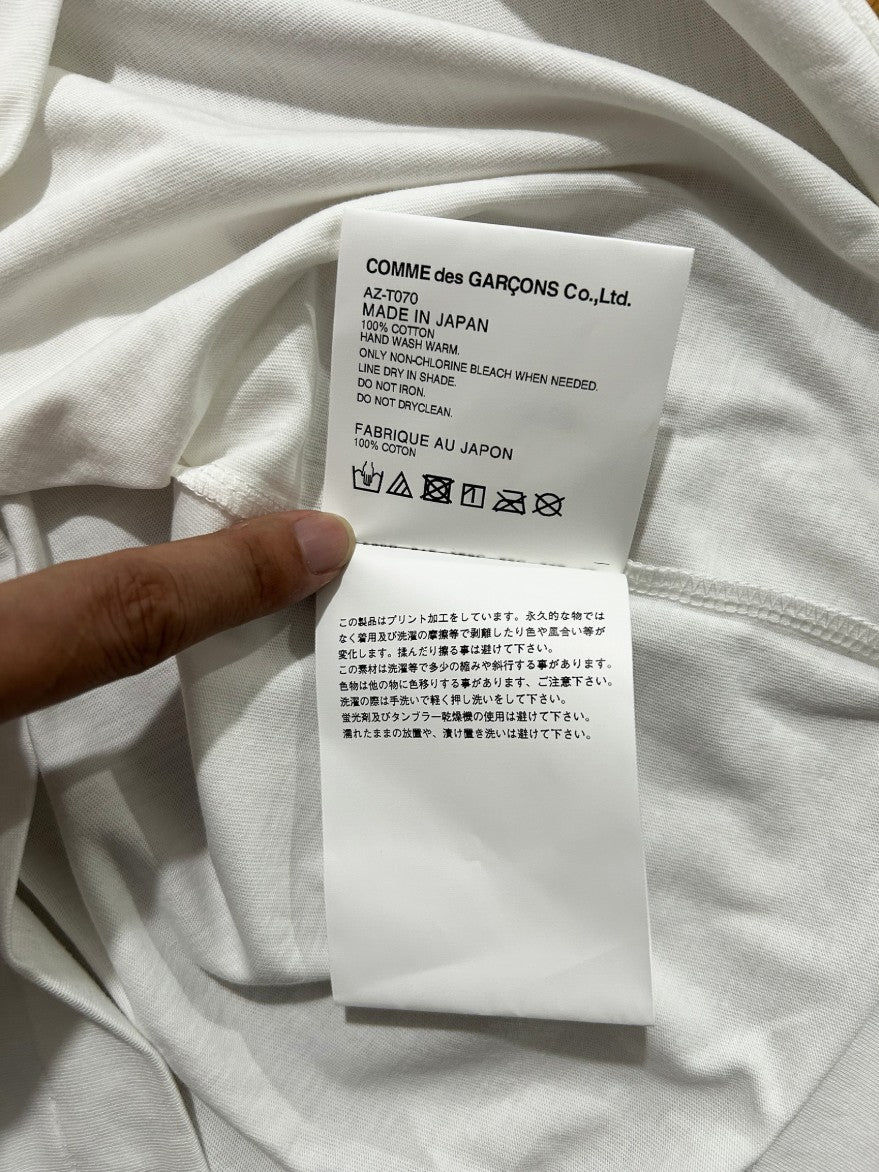 COMME des GARÇONS Co.,Ltd.
AZ-T070
MADE IN JAPAN
100% COTTON
HAND WASH WARM.
ONLY NON-CHLORINE BLEACH WHEN NEEDED.
LINE DRY IN SHADE.
DO NOT IRON.
DO NOT DRYCLEAN.
FABRIQUE AU JAPON
100% COTON
この製品はプリント加工をしています。永久的な物では
なく着用及び洗濯の摩擦等で剥離したり色や風合い等が
変化します。揉んだり擦る事は避けて下さい。
この素材は洗濯等で多少の縮みや斜行する事があります。
色物は他の物に色移りする事があります、ご注意下さい。
洗濯の際は手洗いで軽く押し洗いをして下さい。
蛍光剤及びタンブラー乾燥機の使用は避けて下さい。
濡れたままの放置や、漬け置き洗いは避けて下さい。